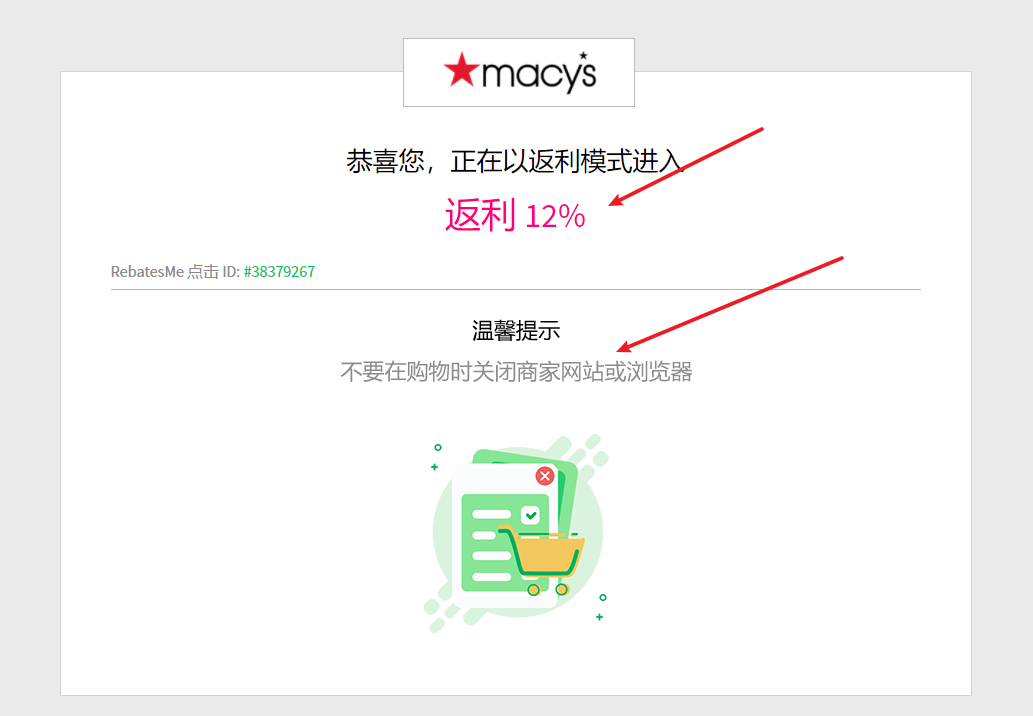 macy's
恭喜您，正在以返利模式进入
返利 12%
RebatesMe 点击 ID: #38379267
温馨提示
不要在购物时关闭商家网站或浏览器